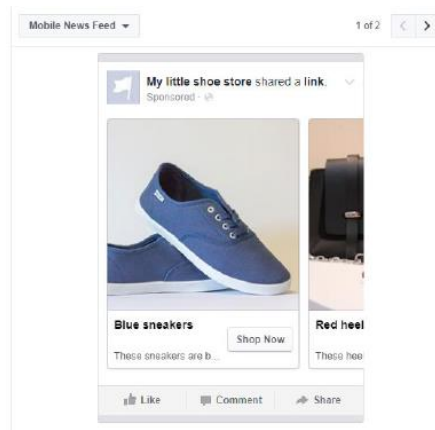 Mobile News Feed
1 of 2
My little shoe store shared a link.
Sponsored ·
Blue sneakers
Shop Now
These sneakers are b...
Red heel
These hee
Like
Comment
Share